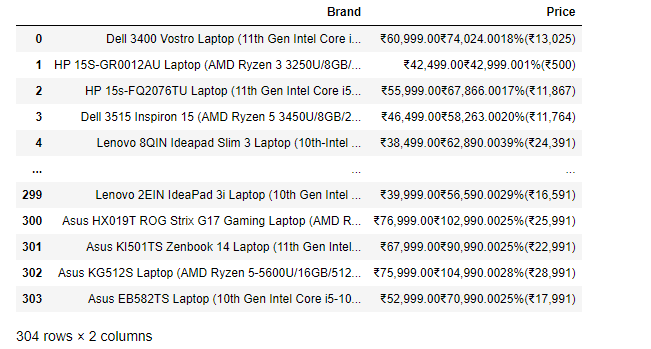 Brand Price
0 Dell 3400 Vostro Laptop (11th Gen Intel Core i... ₹60,999.00₹74,024.0018%(₹13,025)
1 HP 15S-GR0012AU Laptop (AMD Ryzen 3 3250U/8GB/... ₹42,499.00₹42,999.001%(₹500)
2 HP 15s-FQ2076TU Laptop (11th Gen Intel Core i5... ₹55,999.00₹67,866.0017%(₹11,867)
3 Dell 3515 Inspiron 15 (AMD Ryzen 5 3450U/8GB/2... ₹46,499.00₹58,263.0020%(₹11,764)
4 Lenovo 8QIN Ideapad Slim 3 Laptop (10th-Intel ... ₹38,499.00₹62,890.0039%(₹24,391)
... ... ...
299 Lenovo 2EIN IdeaPad 3i Laptop (10th Gen Intel ... ₹39,999.00₹56,590.0029%(₹16,591)
300 Asus HX019T ROG Strix G17 Gaming Laptop (AMD R... ₹76,999.00₹102,990.0025%(₹25,991)
301 Asus KI501TS Zenbook 14 Laptop (11th Gen Intel... ₹67,999.00₹90,990.0025%(₹22,991)
302 Asus KG512S Laptop (AMD Ryzen 5-5600U/16GB/512... ₹75,999.00₹104,990.0028%(₹28,991)
303 Asus EB582TS Laptop (10th Gen Intel Core i5-10... ₹52,999.00₹70,990.0025%(₹17,991)
304 rows × 2 columns